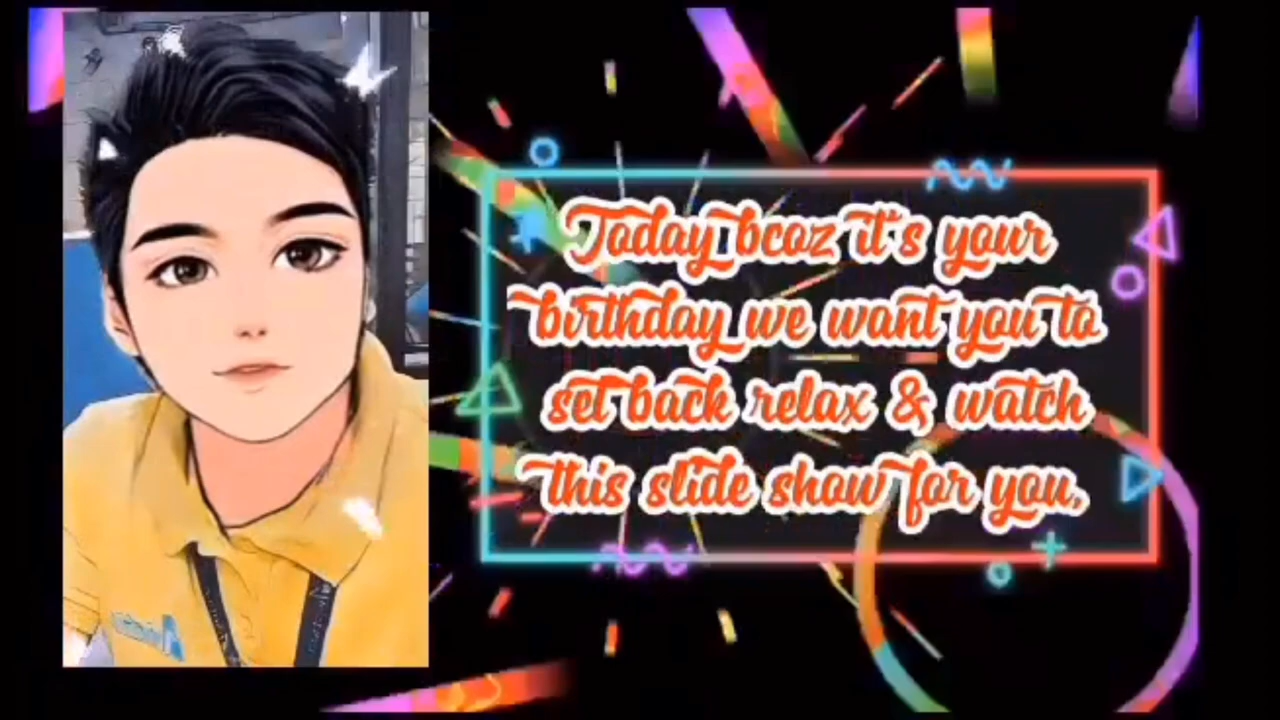 Today bcoz it's your
birthday we want you to
set back relax & watch
this slide show for you,